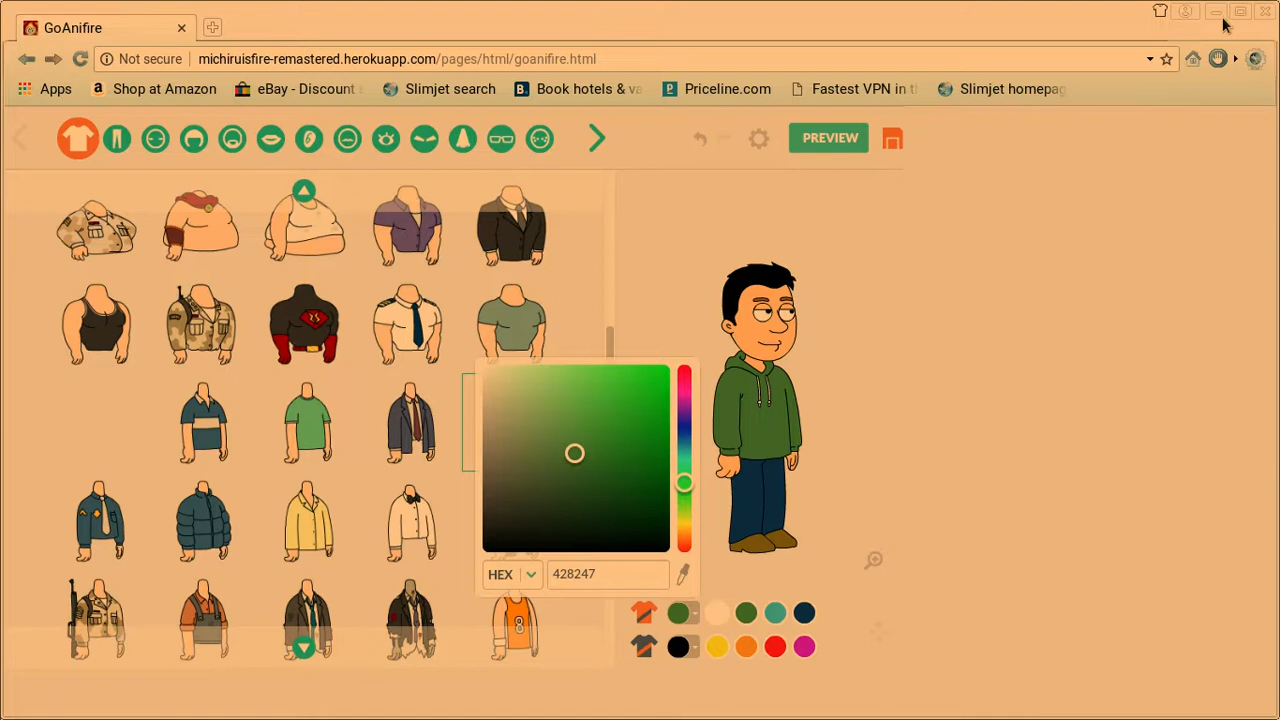 GoAnifire
Not secure
michiruisfire-remastered.herokuapp.com/pages/html/goanifire.html
Apps
Shop at Amazon
eBay - Discount
Slimjet search
Book hotels & va
Priceline.com
Fastest VPN in t
Slimjet homepag
PREVIEW
8
HEX
428247